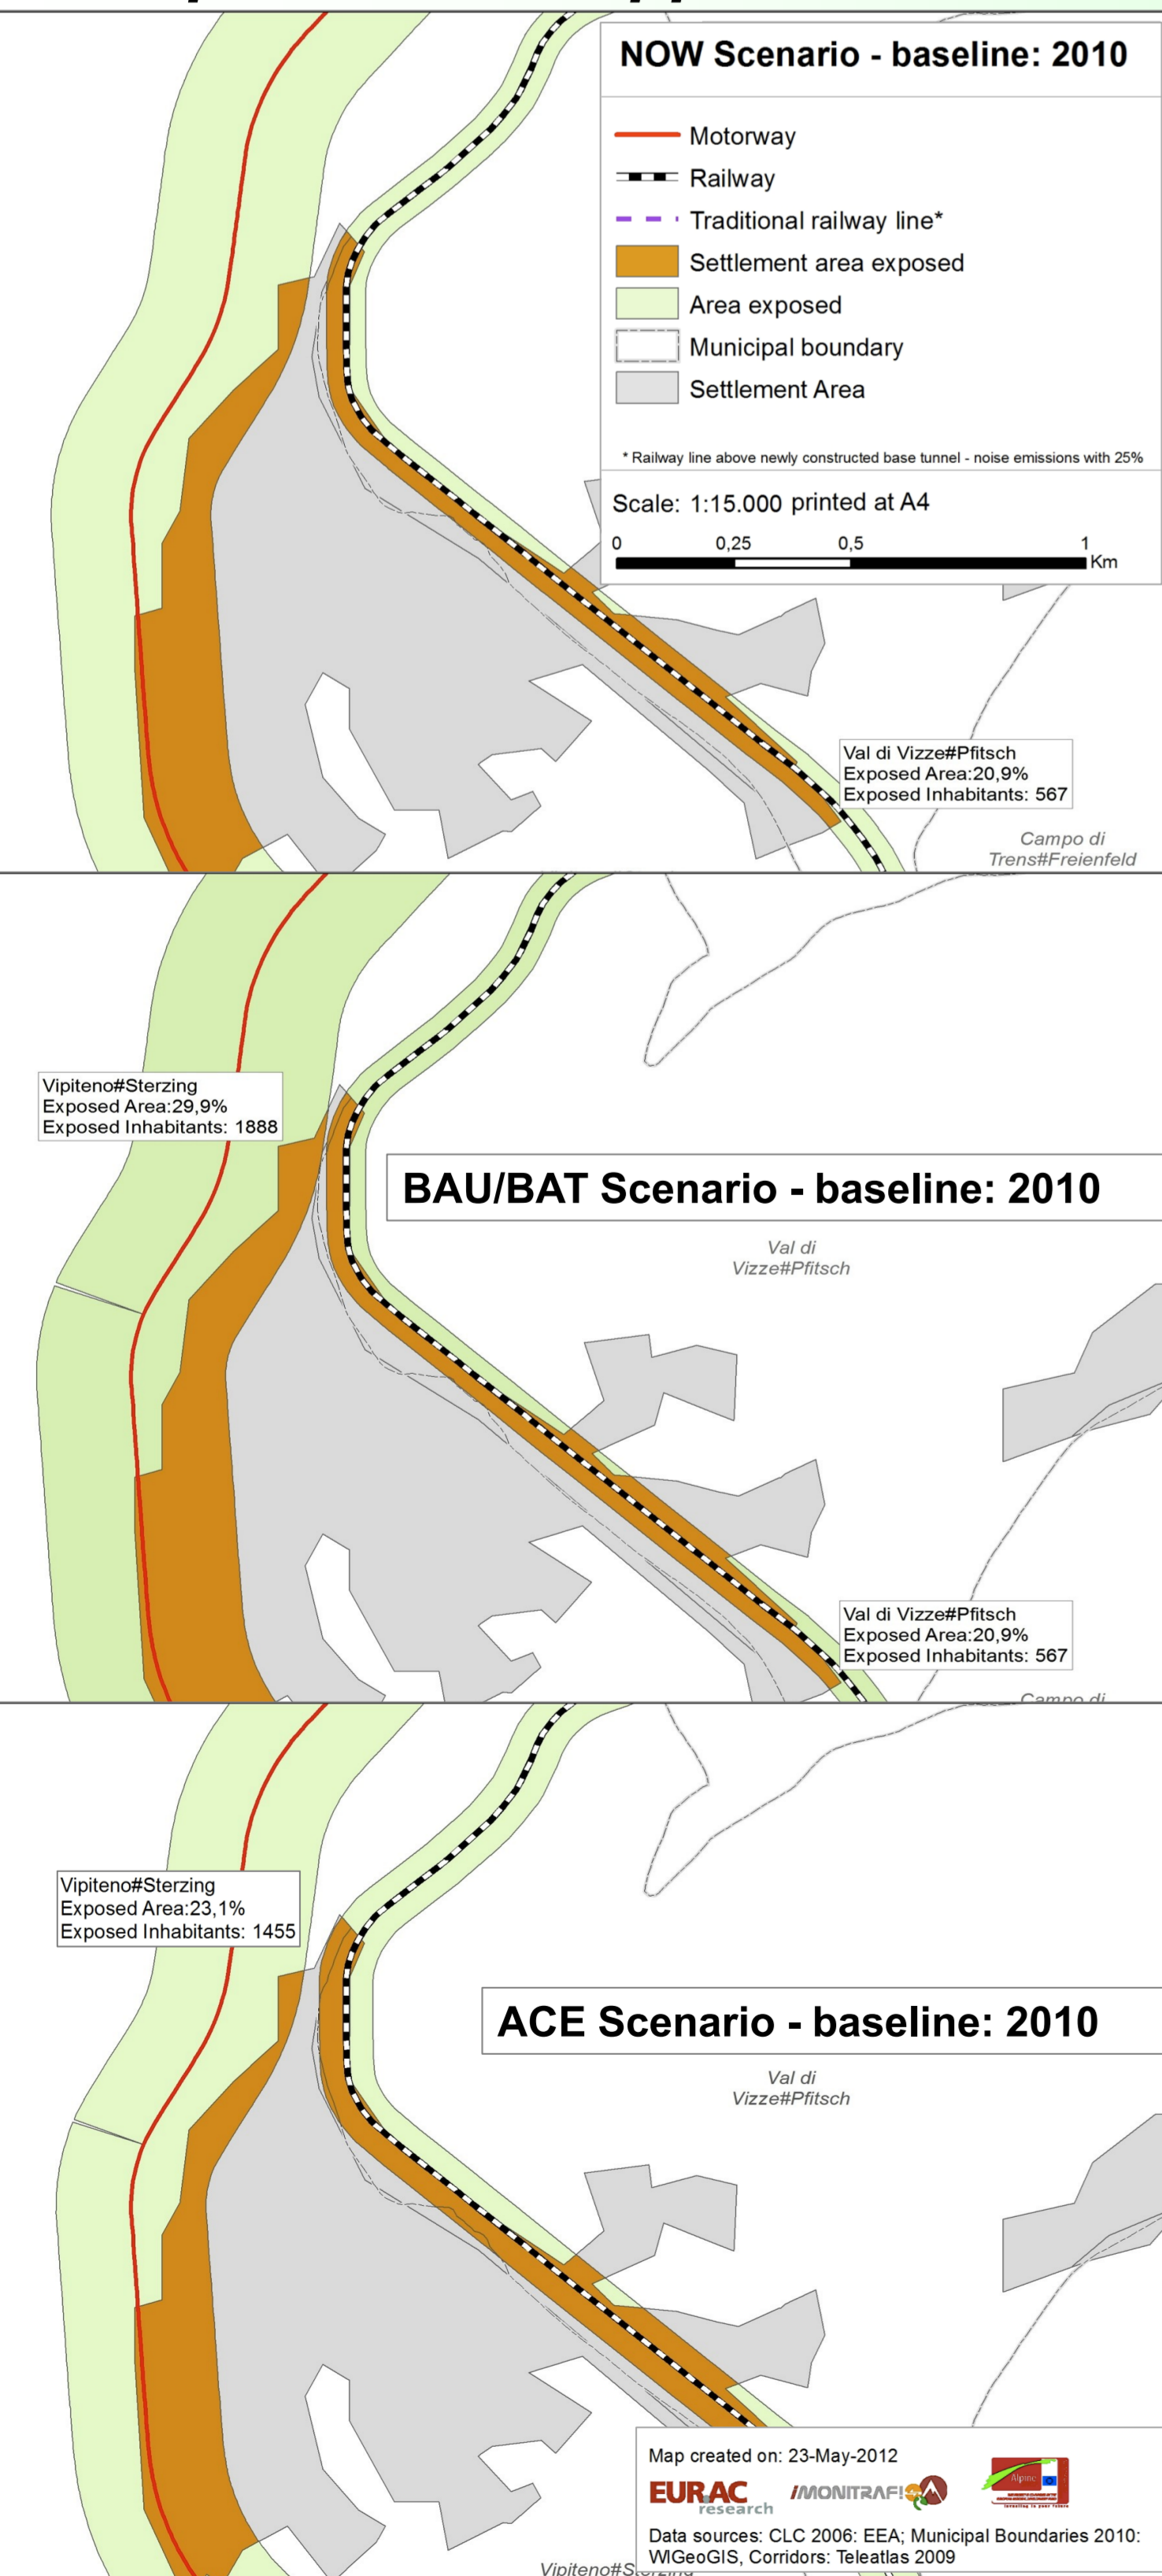 NOW Scenario - baseline: 2010
Motorway
Railway
Traditional railway line*
Settlement area exposed
Area exposed
Municipal boundary
Settlement Area
* Railway line above newly constructed base tunnel - noise emissions with 25%
Scale: 1:15.000 printed at A4
0 0,25 0,5 1
Km
Val di Vizze#Pfitsch
Exposed Area:20,9%
Exposed Inhabitants: 567
Campo di
Trens#Freienfeld
Vipiteno#Sterzing
Exposed Area:29,9%
Exposed Inhabitants: 1888
BAU/BAT Scenario - baseline: 2010
Val di
Vizze#Pfitsch
Val di Vizze#Pfitsch
Exposed Area:20,9%
Exposed Inhabitants: 567
Campo di
Vipiteno#Sterzing
Exposed Area:23,1%
Exposed Inhabitants: 1455
ACE Scenario - baseline: 2010
Val di
Vizze#Pfitsch
Map created on: 23-May-2012
EURAC
research
iMONITRAF!
Alpine
Data sources: CLC 2006: EEA; Municipal Boundaries 2010:
WIGeoGIS, Corridors: Teleatlas 2009
Vipiteno#Sterzing